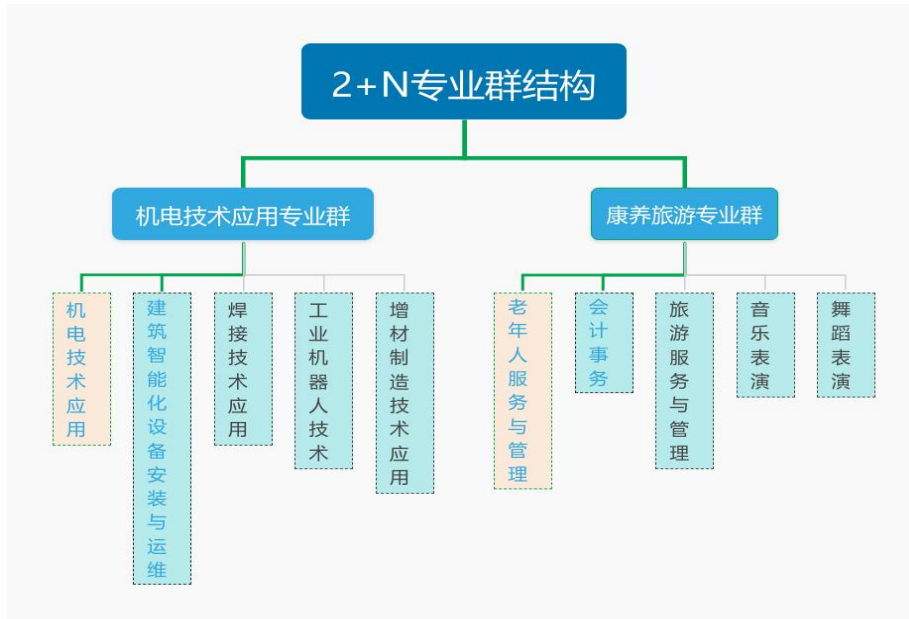 2+N专业群结构
机电技术应用专业群
康养旅游专业群
机电技术应用
建筑智能化设备安装与运维
焊接技术应用
工业机器人技术
增材制造技术应用
老年人服务与管理
会计事务
旅游服务与管理
音乐表演
舞蹈表演